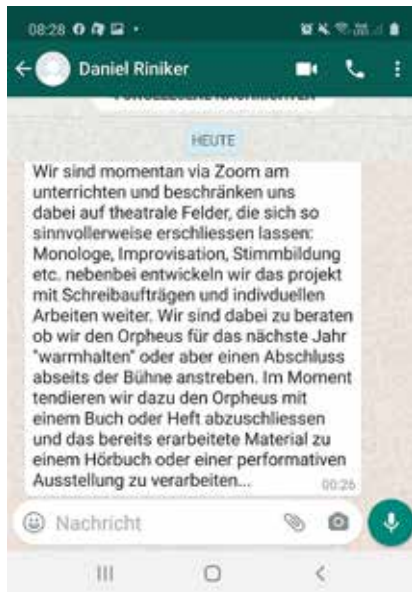 08:28
Daniel Riniker
HEUTE
Wir sind momentan via Zoom am
unterrichten und beschränken uns
dabei auf theatrale Felder, die sich so
sinnvollerweise erschliessen lassen:
Monologe, Improvisation, Stimmbildung
etc. nebenbei entwickeln wir das projekt
mit Schreibaufträgen und indivduellen
Arbeiten weiter. Wir sind dabei zu beraten
ob wir den Orpheus für das nächste Jahr
"warmhalten" oder aber einen Abschluss
abseits der Bühne anstreben. Im Moment
tendieren wir dazu den Orpheus mit
einem Buch oder Heft abzuschliessen
und das bereits erarbeitete Material zu
einem Hörbuch oder einer performativen
Ausstellung zu verarbeiten...
00:26
Nachricht